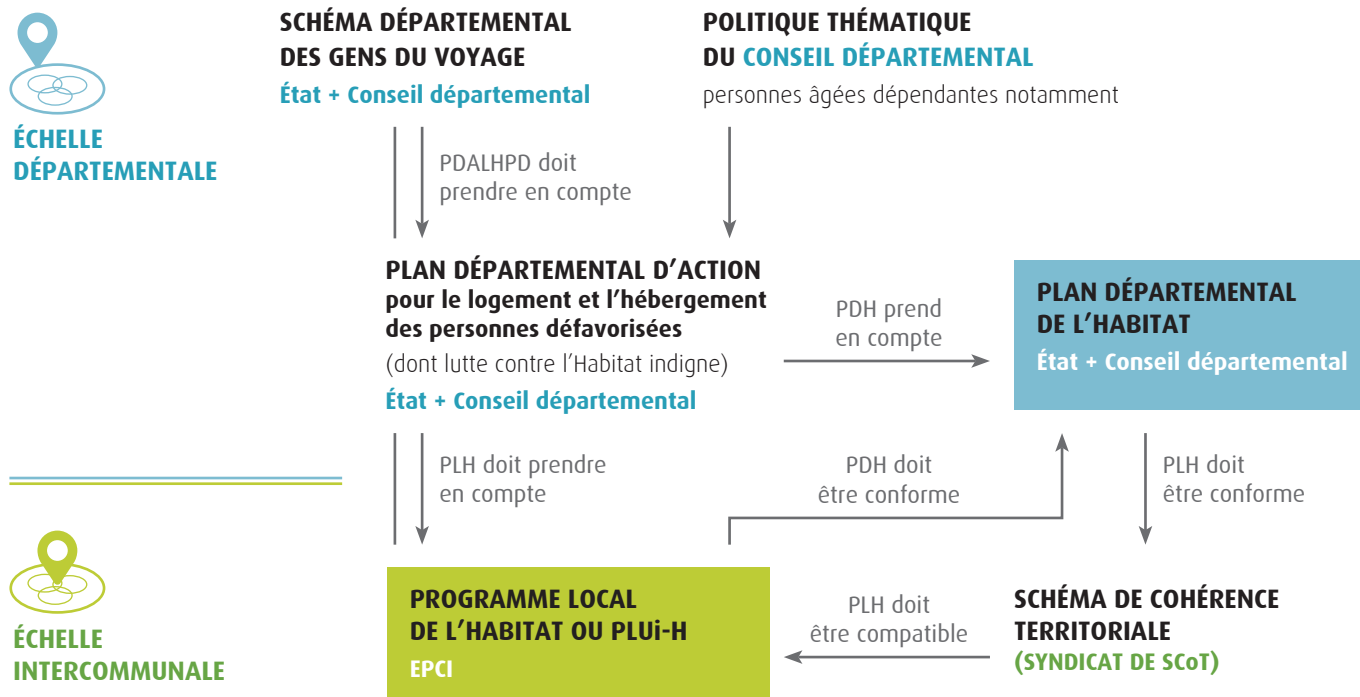 ÉCHELLE
DÉPARTEMENTALE
SCHÉMA DÉPARTEMENTAL
DES GENS DU VOYAGE
État + Conseil départemental
POLITIQUE THÉMATIQUE
DU CONSEIL DÉPARTEMENTAL
personnes âgées dépendantes notamment
PDALHPD doit
prendre en compte
PLAN DÉPARTEMENTAL D'ACTION
pour le logement et l'hébergement
des personnes défavorisées
(dont lutte contre l'Habitat indigne)
État + Conseil départemental
PDH prend
en compte
PLAN DÉPARTEMENTAL
DE L'HABITAT
État + Conseil départemental
PLH doit prendre
en compte
PDH doit
être conforme
PLH doit
être conforme
ÉCHELLE
INTERCOMMUNALE
PROGRAMME LOCAL
DE L'HABITAT OU PLUi-H
EPCI
PLH doit
être compatible
SCHÉMA DE COHÉRENCE
TERRITORIALE
(SYNDICAT DE SCoT)